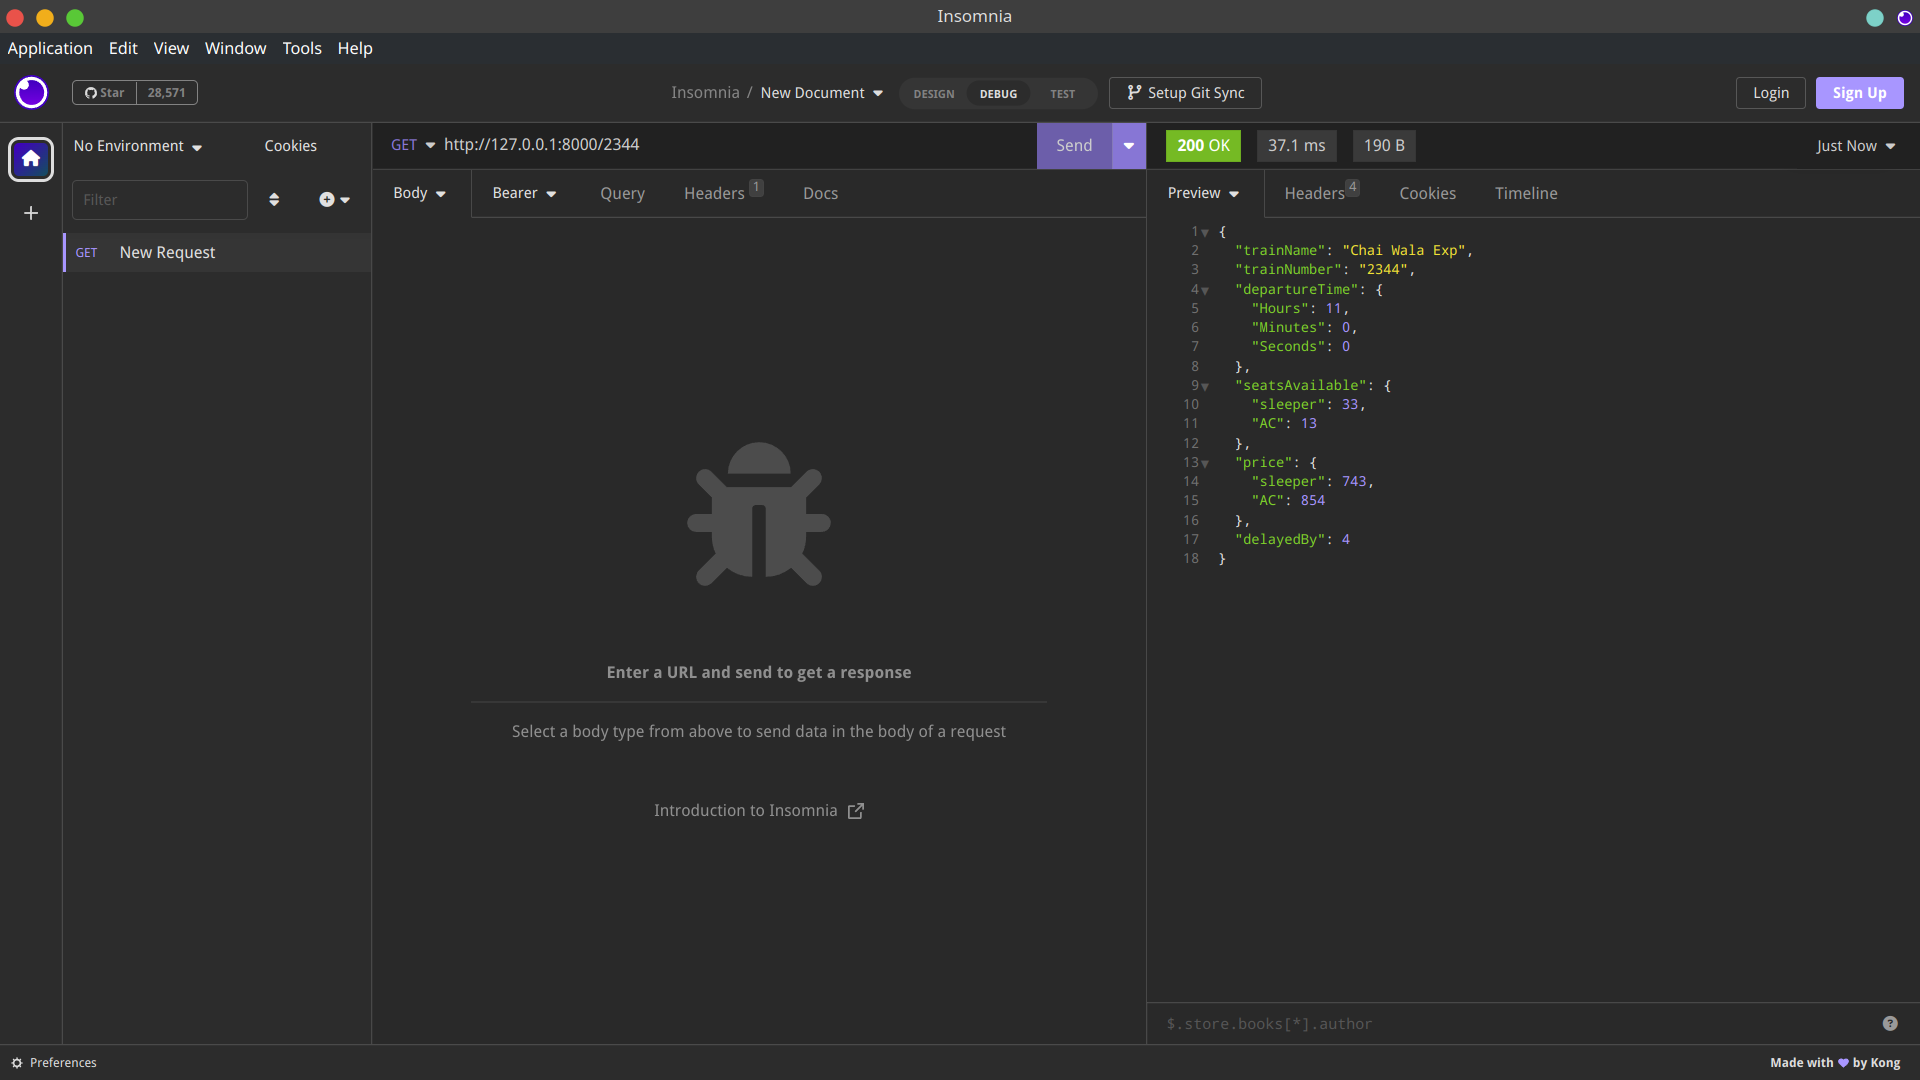 Insomnia
Application Edit View Window Tools Help
Star 28,571
Insomnia / New Document
DESIGN DEBUG TEST
Setup Git Sync
Login Sign Up
No Environment Cookies
Filter
GET New Request
GET http://127.0.0.1:8000/2344 Send
Body Bearer Query Headers 1 Docs
Enter a URL and send to get a response
Select a body type from above to send data in the body of a request
Introduction to Insomnia
200 OK 37.1 ms 190 B Just Now
Preview Headers 4 Cookies Timeline
1 {
2 "trainName": "Chai Wala Exp",
3 "trainNumber": "2344",
4 "departureTime": {
5 "Hours": 11,
6 "Minutes": 0,
7 "Seconds": 0
8 },
9 "seatsAvailable": {
10 "sleeper": 33,
11 "AC": 13
12 },
13 "price": {
14 "sleeper": 743,
15 "AC": 854
16 },
17 "delayedBy": 4
18 }
$.store.books[*].author ?
Preferences
Made with ♥ by Kong